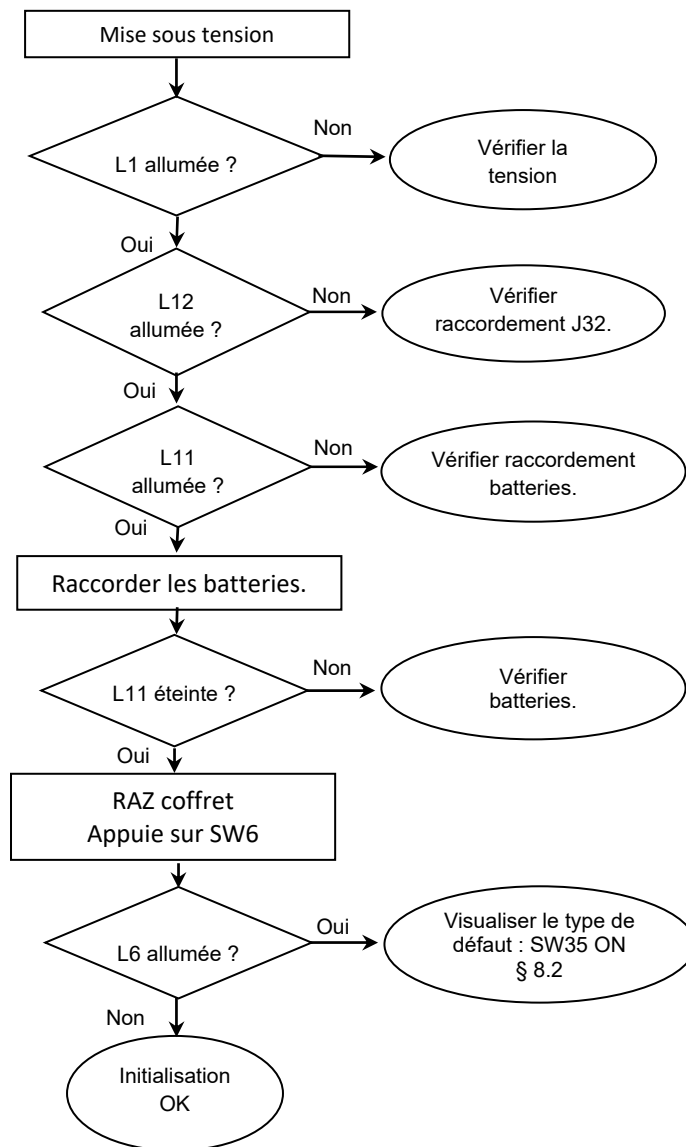 Mise sous tension
Non
L1 allumée ?
Vérifier la
tension
Oui
L12
allumée ?
Non
Vérifier
raccordement J32.
Oui
L11
allumée ?
Non
Vérifier raccordement
batteries.
Oui
Raccorder les batteries.
Non
L11 éteinte ?
Vérifier
batteries.
Oui
RAZ coffret
Appuie sur SW6
L6 allumée ?
Oui
Visualiser le type de
défaut : SW35 ON
§ 8.2
Non
Initialisation
OK